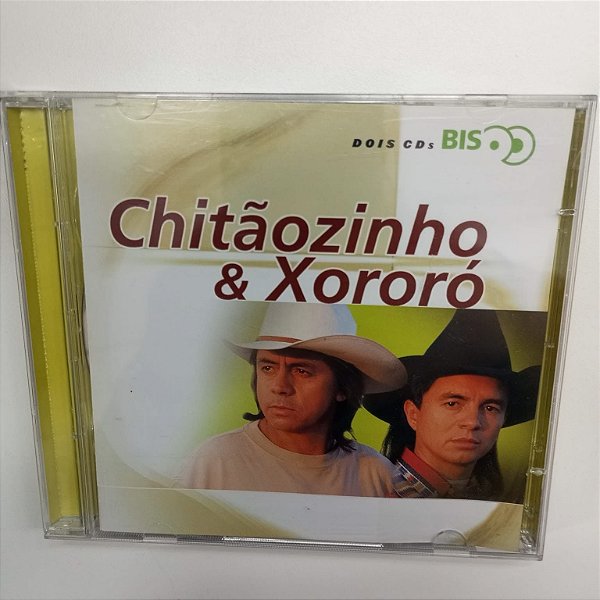 DOIS CDs BIS
Chitãozinho
& Xororó